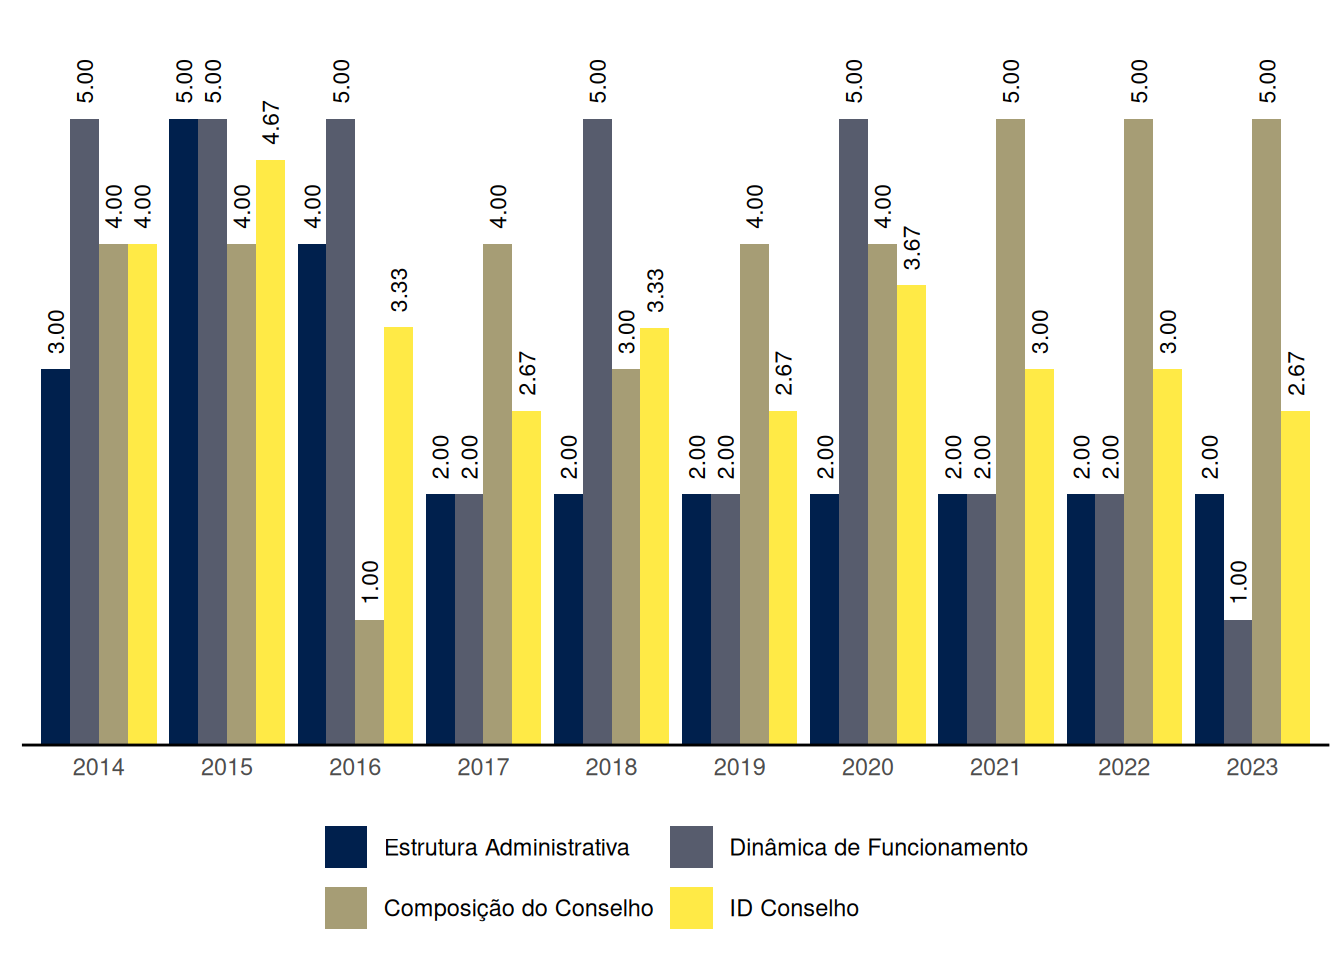 3.00 5.00 4.00 4.00 5.00 5.00 4.00 4.67 4.00 5.00 1.00 3.33 2.00 2.00 4.00 2.67 2.00 5.00 3.00 3.33 2.00 2.00 4.00 2.67 2.00 5.00 4.00 3.67 2.00 2.00 5.00 3.00 2.00 2.00 5.00 3.00 2.00 1.00 5.00 2.67
2014 2015 2016 2017 2018 2019 2020 2021 2022 2023
Estrutura Administrativa Dinâmica de Funcionamento
Composição do Conselho ID Conselho